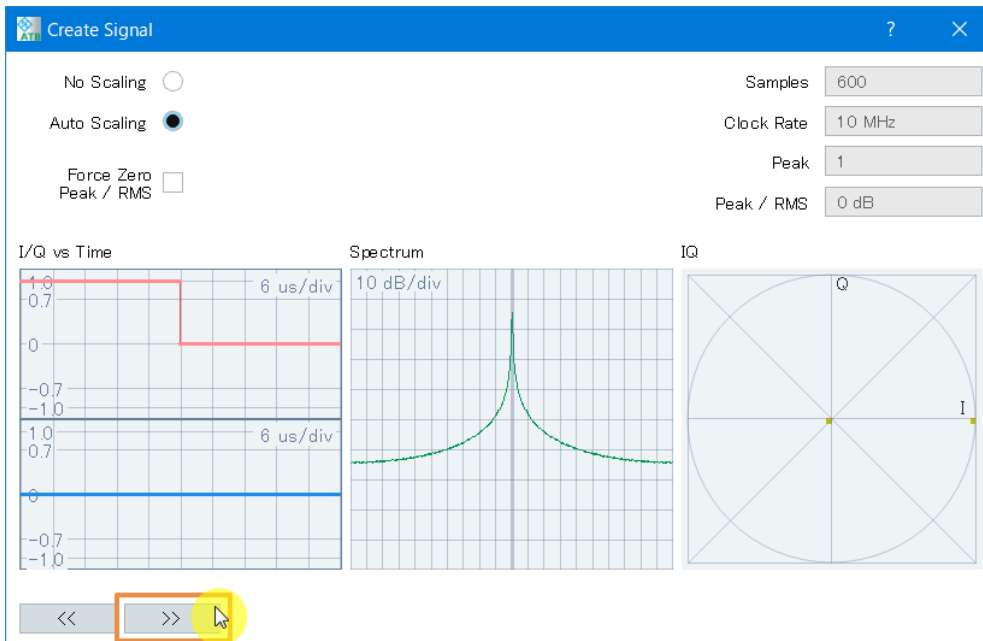 ATB Create Signal ? ×
No Scaling
Auto Scaling
Force Zero
Peak / RMS
Samples 600
Clock Rate 10 MHz
Peak 1
Peak / RMS 0 dB
I/Q vs Time
1.0
6 us/div
0.7
0
-0.7
-1.0
1.0
6 us/div
0.7
0
-0.7
-1.0
Spectrum
10 dB/div
IQ
Q
I
<< >>